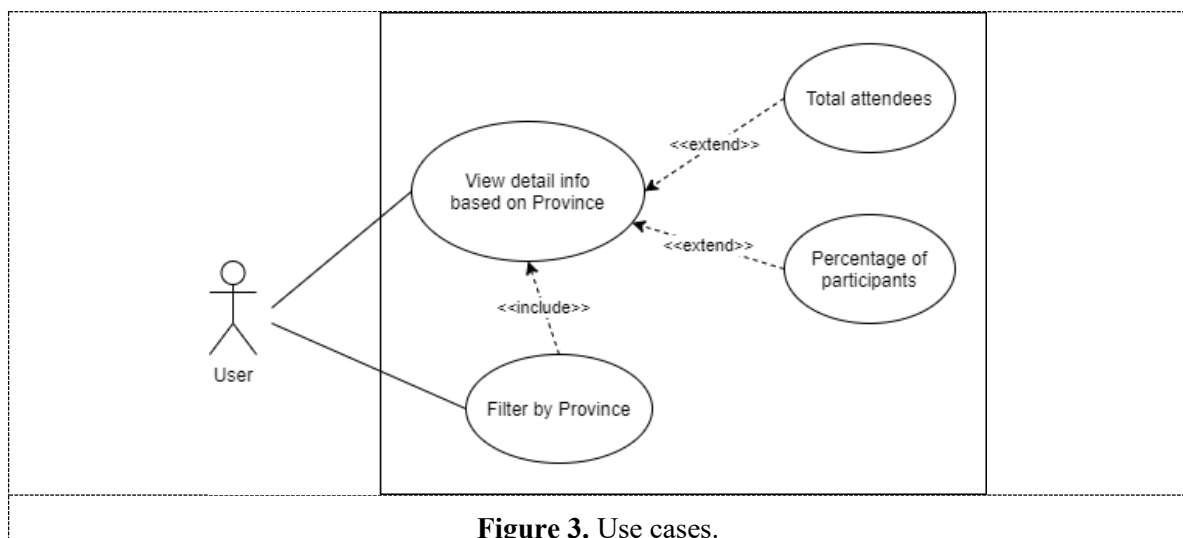 Total attendees
<<extend>>
View detail info
based on Province
<<extend>>
Percentage of
participants
<<include>>
User
Filter by Province
Figure 3. Use cases.